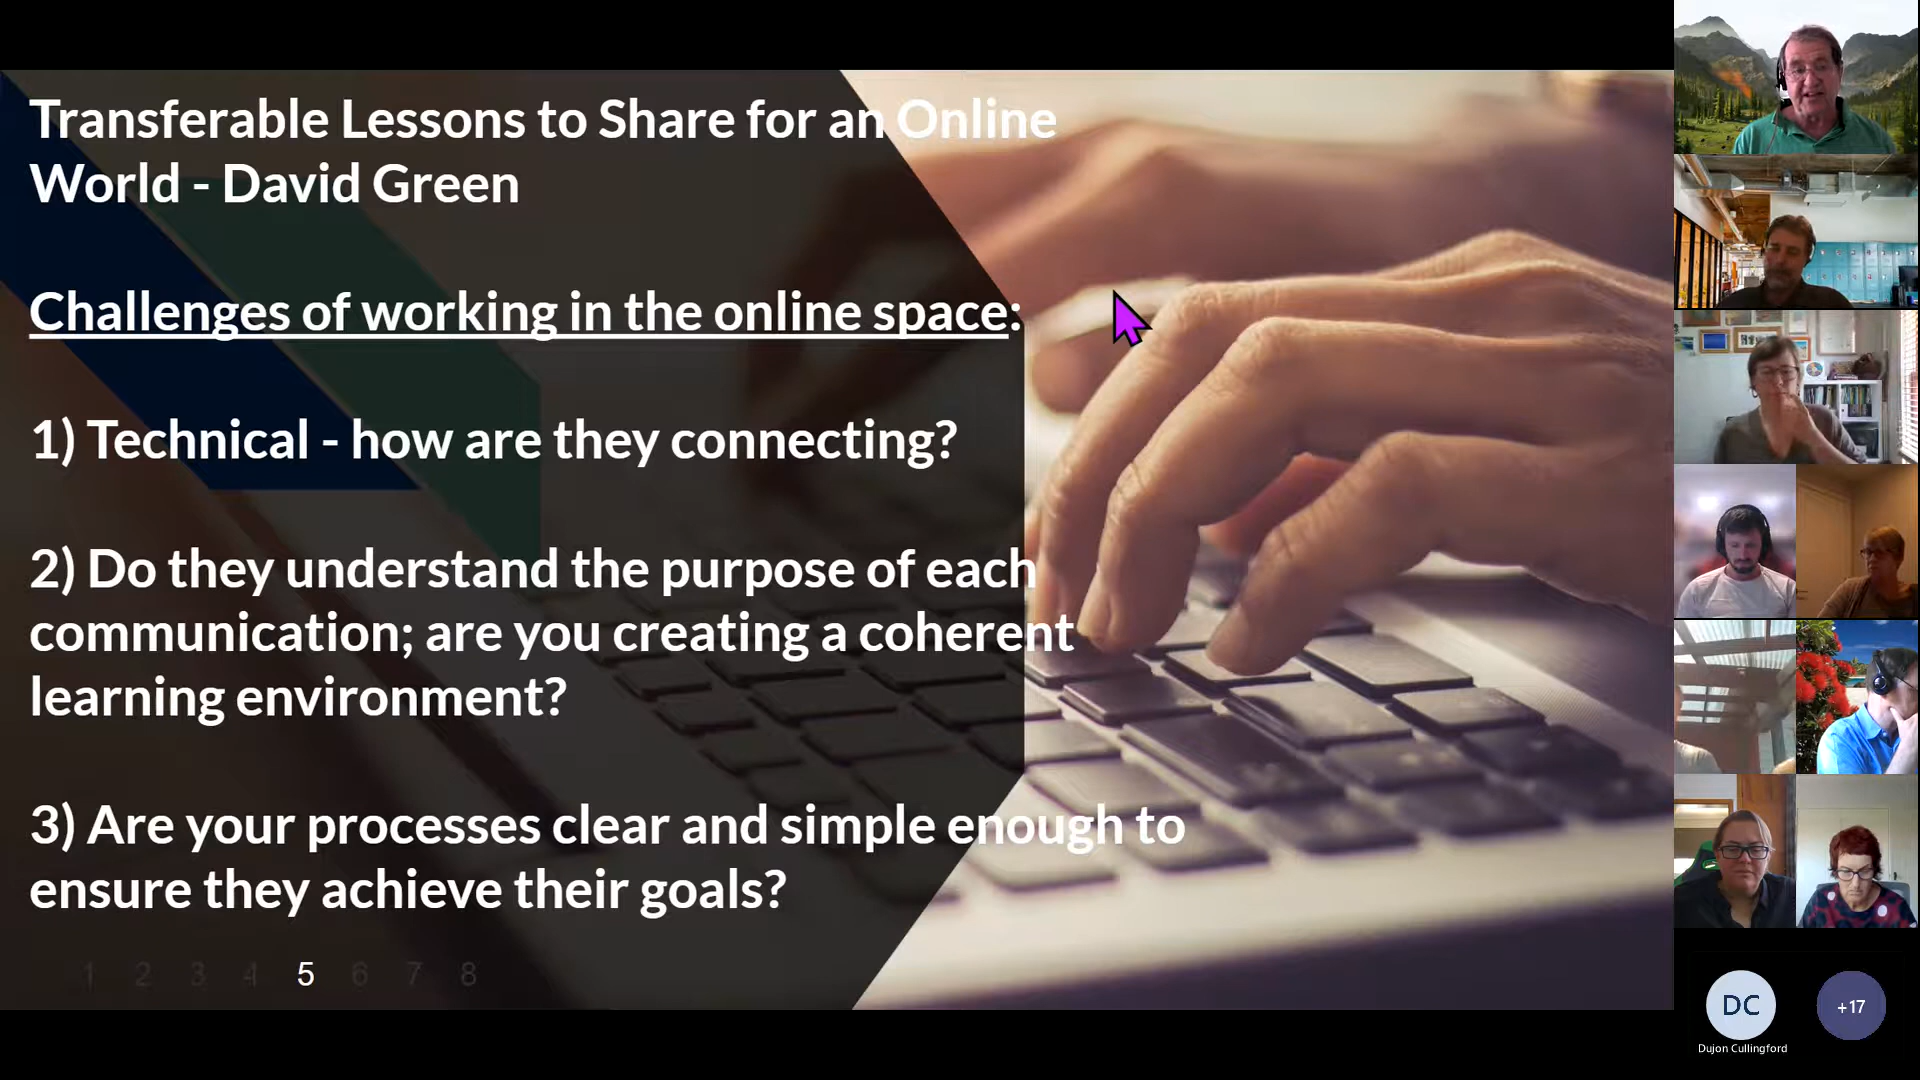 Transferable Lessons to Share for an Online
World - David Green
Challenges of working in the online space:
1) Technical - how are they connecting?
2) Do they understand the purpose of each
communication; are you creating a coherent
learning environment?
3) Are your processes clear and simple enough to
ensure they achieve their goals?
1 2 3 4 5 6 7 8
DC
+17
Dujon Cullingford